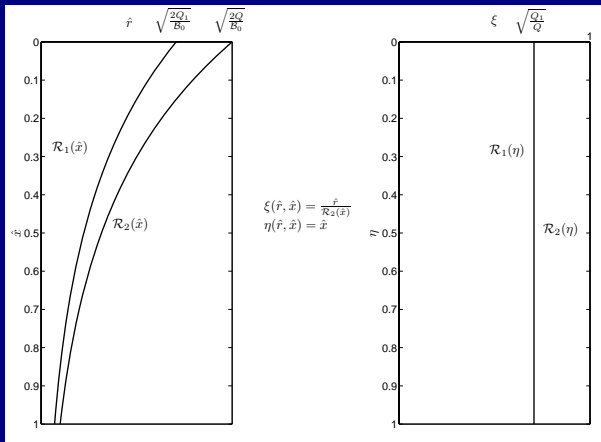 r̂ √(2Q₁/B₀) √(2Q/B₀)
0
0.1
0.2
0.3
0.4
0.5
0.6
0.7
0.8
0.9
1
x̂
R₁(x̂)
R₂(x̂)
ξ(r̂, x̂) = r̂/R₂(x̂)
η(r̂, x̂) = x̂
ξ √(Q₁/Q) 1
0
0.1
0.2
0.3
0.4
0.5
0.6
0.7
0.8
0.9
1
η
R₁(η)
R₂(η)